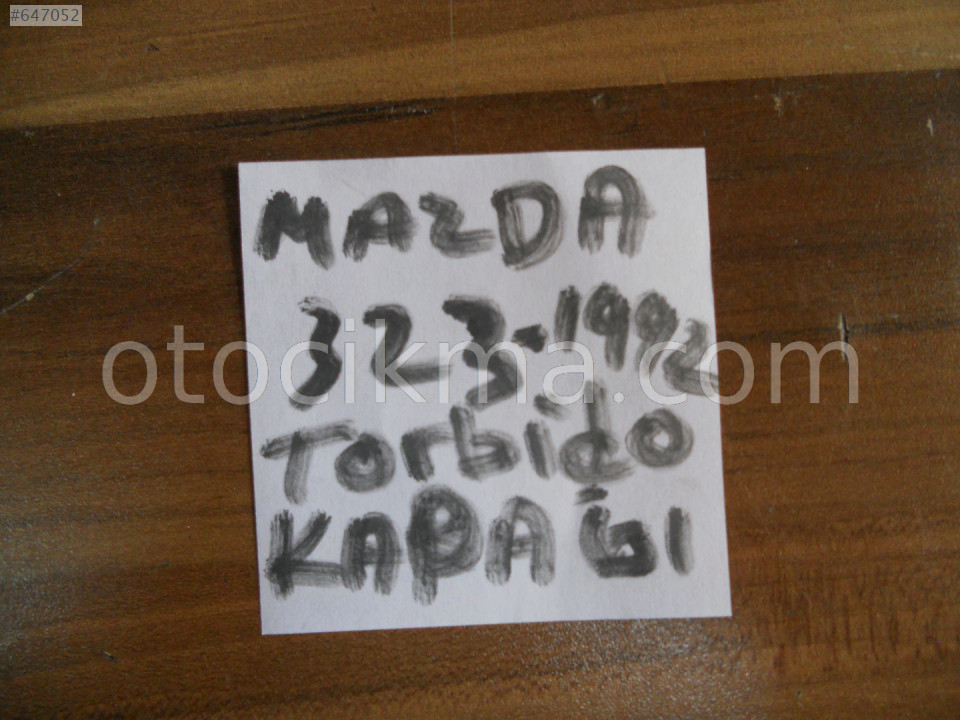 #647052
MAZDA
323-1992
Torbido
KAPAĞI
otocikma.com